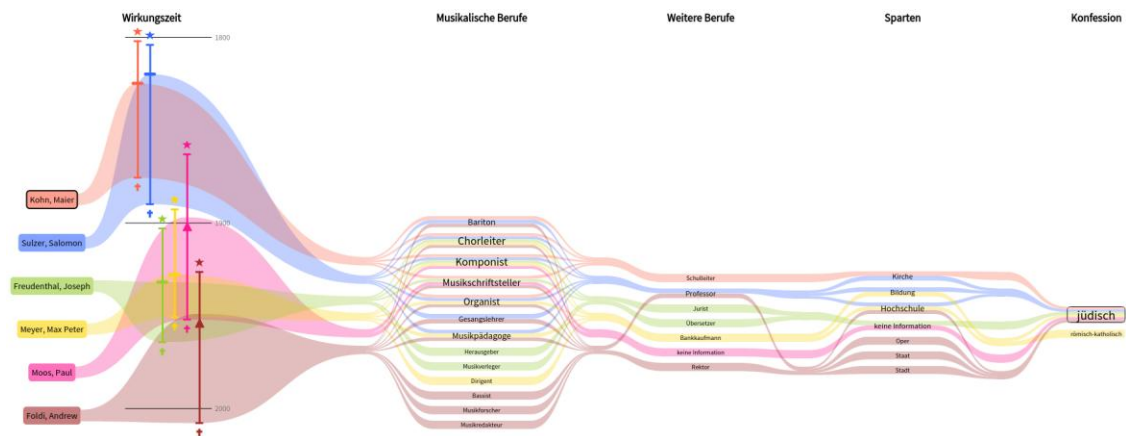 Wirkungszeit
Musikalische Berufe
Weitere Berufe
Sparten
Konfession
1800
1900
2000
Kohn, Maier
Sulzer, Salomon
Freudenthal, Joseph
Meyer, Max Peter
Moos, Paul
Foldi, Andrew
Bariton
Chorleiter
Komponist
Musikschriftsteller
Organist
Gesangslehrer
Musikpädagoge
Herausgeber
Musikverleger
Dirigent
Bassist
Musikforscher
Musikredakteur
Schulleiter
Professor
Jurist
Übersetzer
Bankkaufmann
keine Information
Rektor
Kirche
Bildung
Hochschule
keine Information
Oper
Staat
Stadt
jüdisch
römisch-katholisch